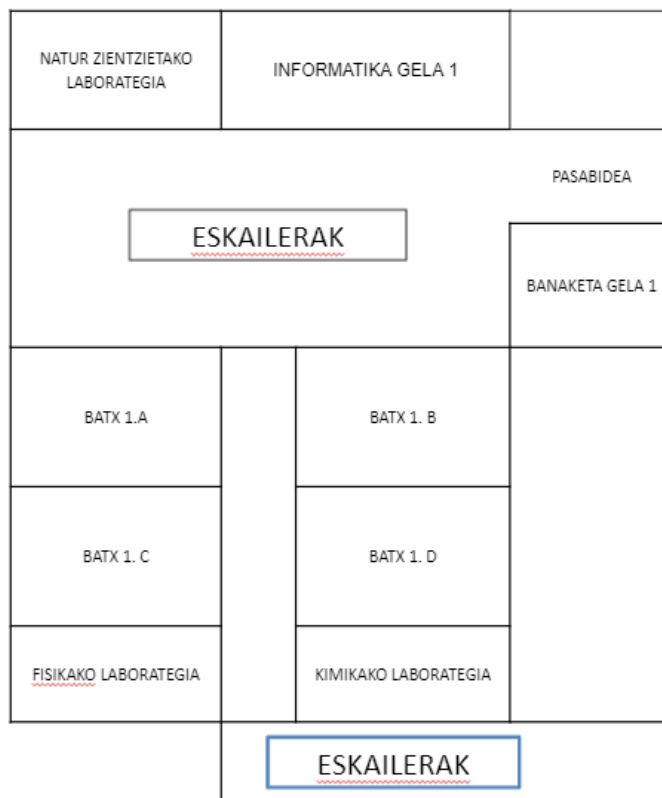 NATUR ZIENTZIETAKO
LABORATEGIA
INFORMATIKA GELA 1
PASABIDEA
ESKAILERAK
BANAKETA GELA 1
BATX 1.A
BATX 1. B
BATX 1. C
BATX 1. D
FISIKAKO LABORATEGIA
KIMIKAKO LABORATEGIA
ESKAILERAK